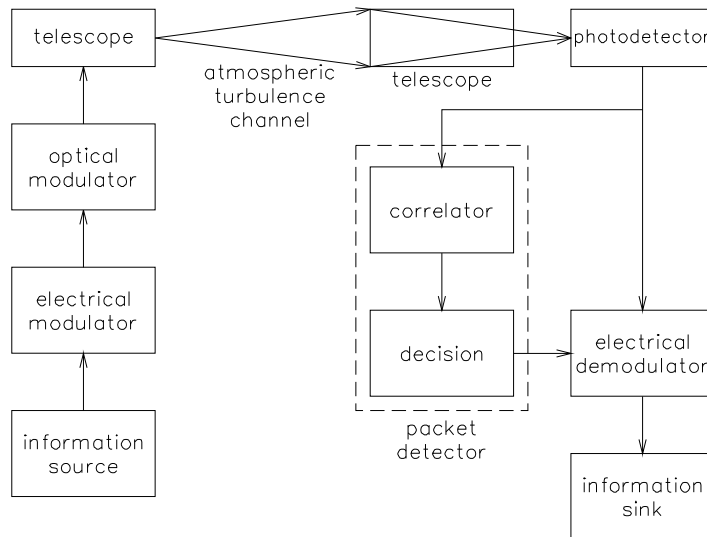 telescope
atmospheric
turbulence
channel
telescope
photodetector
optical
modulator
correlator
electrical
modulator
decision
electrical
demodulator
packet
detector
information
source
information
sink